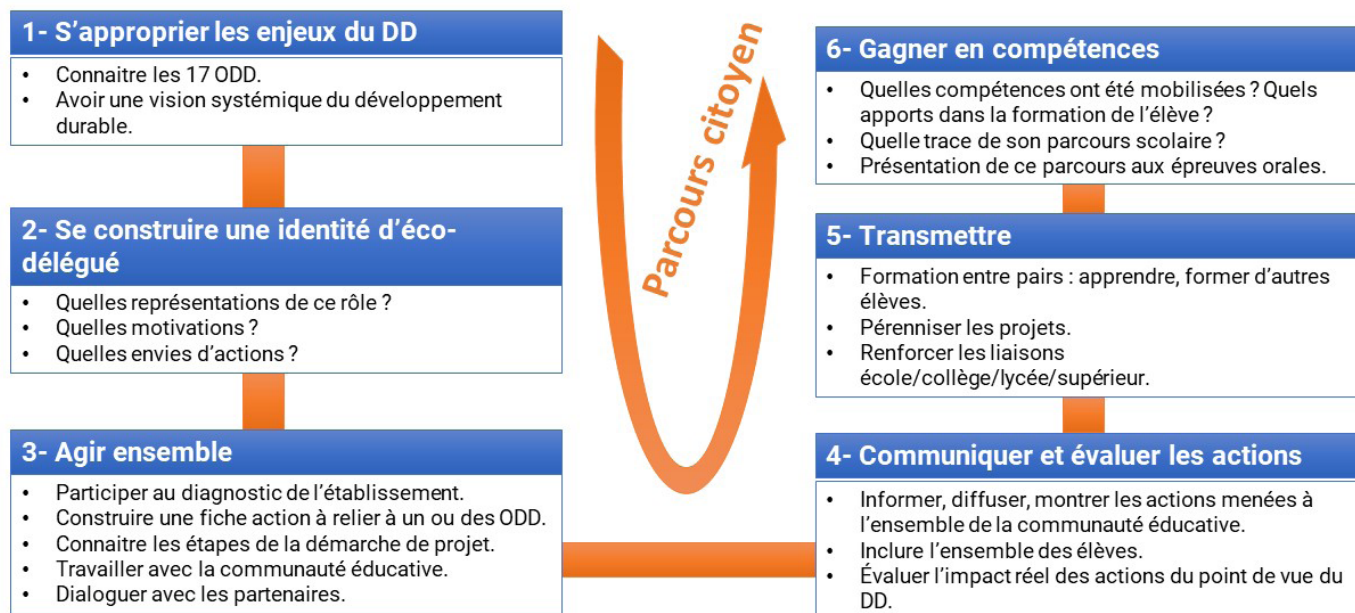 1- S'approprier les enjeux du DD
• Connaitre les 17 ODD.
• Avoir une vision systémique du développement
durable.
2- Se construire une identité d'éco-
délégué
• Quelles représentations de ce rôle ?
• Quelles motivations ?
• Quelles envies d'actions ?
3- Agir ensemble
• Participer au diagnostic de l'établissement.
• Construire une fiche action à relier à un ou des ODD.
• Connaitre les étapes de la démarche de projet.
• Travailler avec la communauté éducative.
• Dialoguer avec les partenaires.
Parcours citoyen
4- Communiquer et évaluer les actions
• Informer, diffuser, montrer les actions menées à
l'ensemble de la communauté éducative.
• Inclure l'ensemble des élèves.
• Évaluer l'impact réel des actions du point de vue du
DD.
5- Transmettre
• Formation entre pairs : apprendre, former d'autres
élèves.
• Pérenniser les projets.
• Renforcer les liaisons
école/collège/lycée/supérieur.
6- Gagner en compétences
• Quelles compétences ont été mobilisées ? Quels
apports dans la formation de l'élève ?
• Quelle trace de son parcours scolaire ?
• Présentation de ce parcours aux épreuves orales.